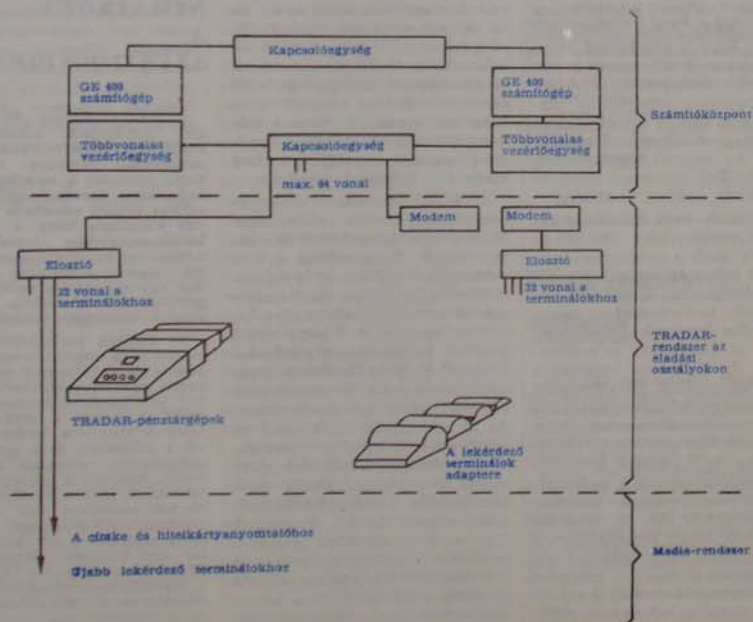 Kapcsolóegység
GE 400
számítógép
GE 400
számítógép
Számítóközpont
Többvonalas
vezérlőegység
Kapcsolóegység
Többvonalas
vezérlőegység
max. 64 vonal
Modem
Modem
Elosztó
Elosztó
32 vonal a
terminálokhoz
32 vonal a
terminálokhoz
TRADAR-
rendszer az
eladási
osztályokon
TRADAR-pénztárgépek
A lekérdező
terminálok
adaptere
A címke és hitelkártyanyomtatóhoz
Újabb lekérdező terminálokhoz
Media-rendszer